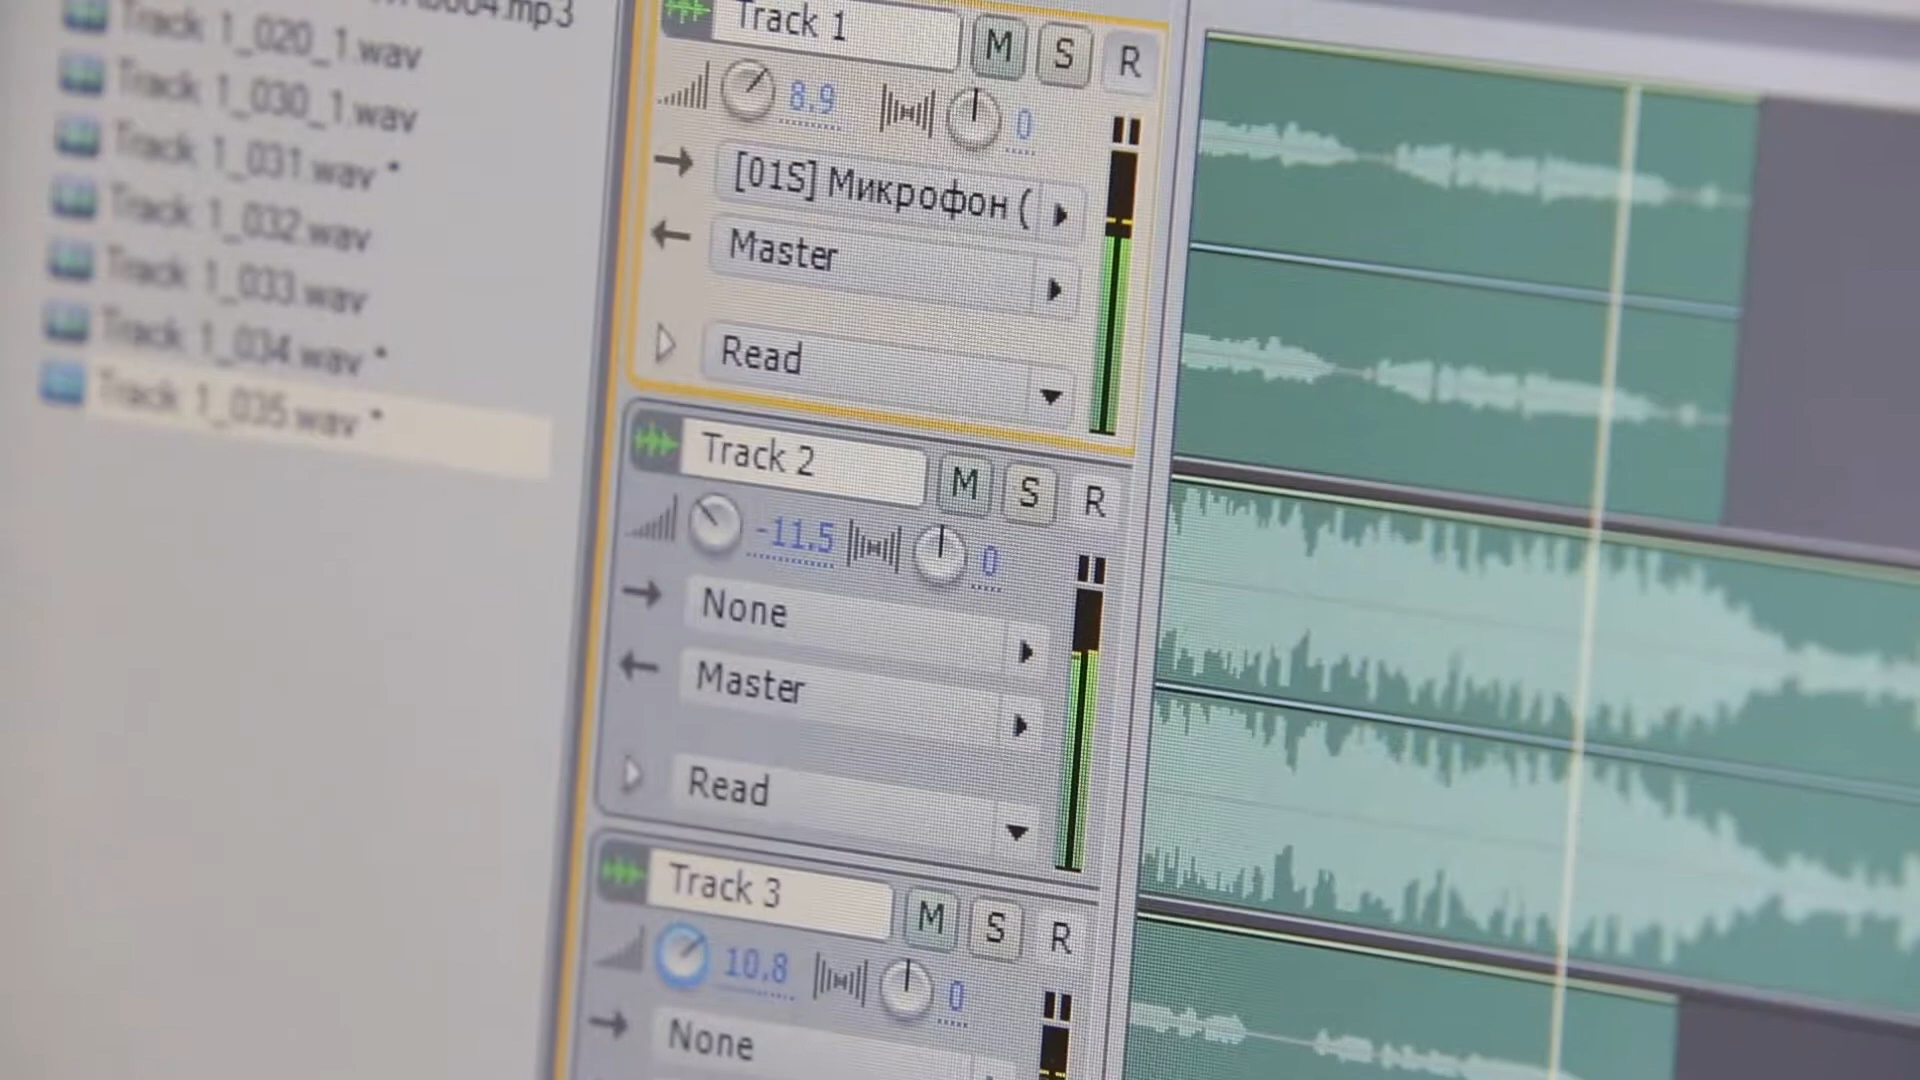 .mp3
Track 1_020_1.wav
Track 1_030_1.wav
Track 1_031.wav *
Track 1_032.wav
Track 1_033.wav
Track 1_034.wav *
Track 1_035.wav *
Track 1 M S R
8.9 0
[01S] Микрофон (
Master
Read
Track 2 M S R
-11.5 0
None
Master
Read
Track 3 M S R
10.8 0
None